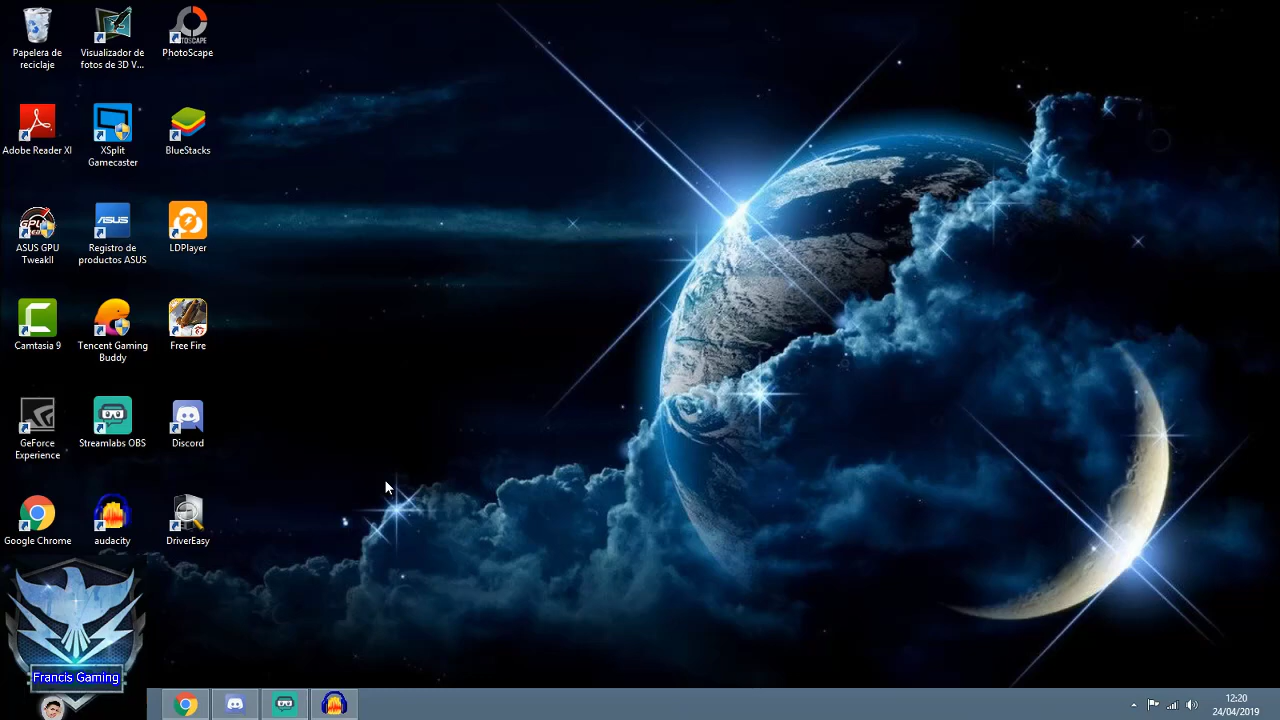 Papelera de
reciclaje
Visualizador de
fotos de 3D V...
PhotoScape
Adobe Reader XI
XSplit
Gamecaster
BlueStacks
ASUS GPU
TweakII
Registro de
productos ASUS
LDPlayer
Camtasia 9
Tencent Gaming
Buddy
Free Fire
GeForce
Experience
Streamlabs OBS
Discord
Google Chrome
audacity
DriverEasy
Francis Gaming
12:20
24/04/2019